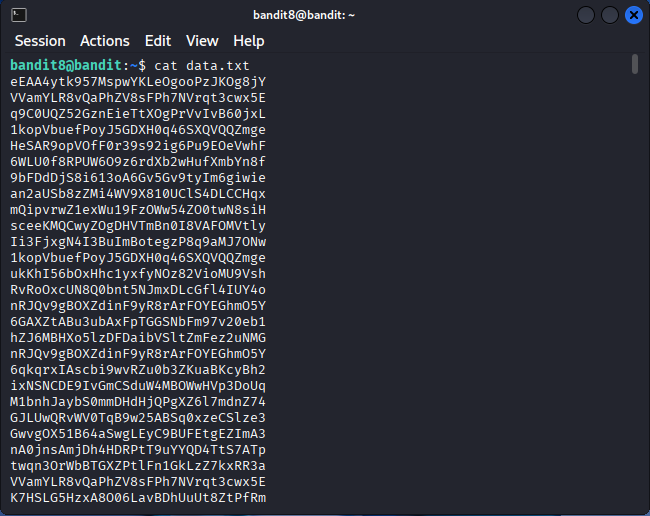 bandit8@bandit: ~
Session Actions Edit View Help
bandit8@bandit:~$ cat data.txt
eEAA4ytk957MspwYKLeOgooPzJKOg8jY
VVamYLR8vQaPhZV8sFPh7NVrqt3cwx5E
q9C0UQZ52GznEieTtXOgPrVvIvB60jxL
1kopVbuefPoyJ5GDXH0q46SXQVQQZmge
HeSAR9opVOfF0r39s92ig6Pu9EOeVwhF
6WLU0f8RPUW6O9z6rdXb2wHufXmbYn8f
9bFDdDjS8i613oA6Gv5Gv9tyIm6giwie
an2aUSb8zZMi4WV9X810UClS4DLCCHqx
mQipvrwZ1exWu19FzOWw54ZO0twN8siH
sceeKMQCwyZOgDHVTmBn0I8VAFOMVtly
Ii3FjxgN4I3BuImBotegzP8q9aMJ7ONw
1kopVbuefPoyJ5GDXH0q46SXQVQQZmge
ukKhI56bOxHhc1yxfyNOz82VioMU9Vsh
RvRoOxcUN8Q0bnt5NJmxDLcGfl4IUY4o
nRJQv9gBOXZdinF9yR8rArFOYEGhmO5Y
6GAXZtABu3ubAxFpTGGSNbFm97v20eb1
hZJ6MBHXo5lzDFDaibVSltZmFez2uNMG
nRJQv9gBOXZdinF9yR8rArFOYEGhmO5Y
6qkqrxIAscbi9wvRZu0b3ZKuaBKcyBh2
ixNSNCDE9IvGmCSduW4MBOWwHVp3DoUq
M1bnhJaybS0mmDHdHjQPgXZ6l7mdnZ74
GJLUwQRvWV0TqB9w25ABSq0xzeCSlze3
GwvgOX51B64aSwgLEyC9BUFEtgEZImA3
nA0jnsAmjDh4HDRPtT9uYYQD4TtS7ATp
twqn3OrWbBTGXZPtlFn1GkLzZ7kxRR3a
VVamYLR8vQaPhZV8sFPh7NVrqt3cwx5E
K7HSLG5HzxA8O06LavBDhUuUt8ZtPfRm